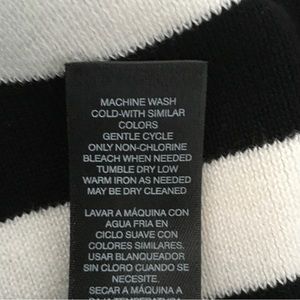 MACHINE WASH
COLD-WITH SIMILAR
COLORS
GENTLE CYCLE
ONLY NON-CHLORINE
BLEACH WHEN NEEDED
TUMBLE DRY LOW
WARM IRON AS NEEDED
MAY BE DRY CLEANED
LAVAR A MÁQUINA CON
AGUA FRIA EN
CICLO SUAVE CON
COLORES SIMILARES.
USAR BLANQUEADOR
SIN CLORO CUANDO SE
NECESITE.
SECAR A MÁQUINA A
BAJA TEMPERATURA